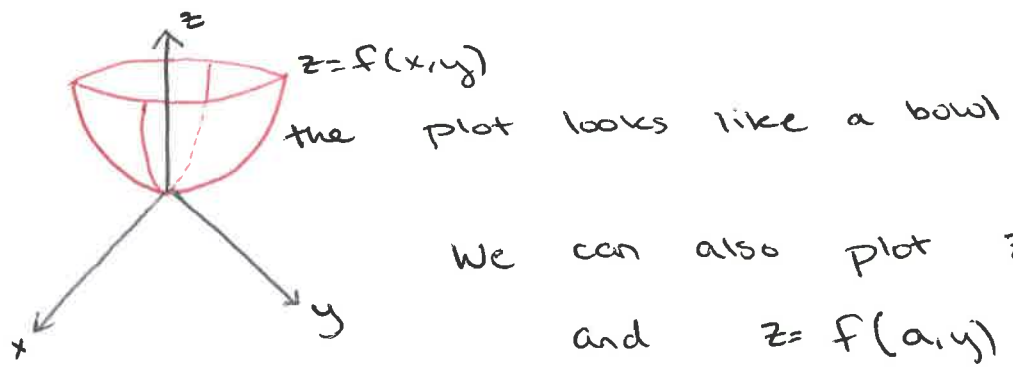 z
z=f(x,y)
the plot looks like a bowl
We can also plot
x
y
and z= f(a,y)